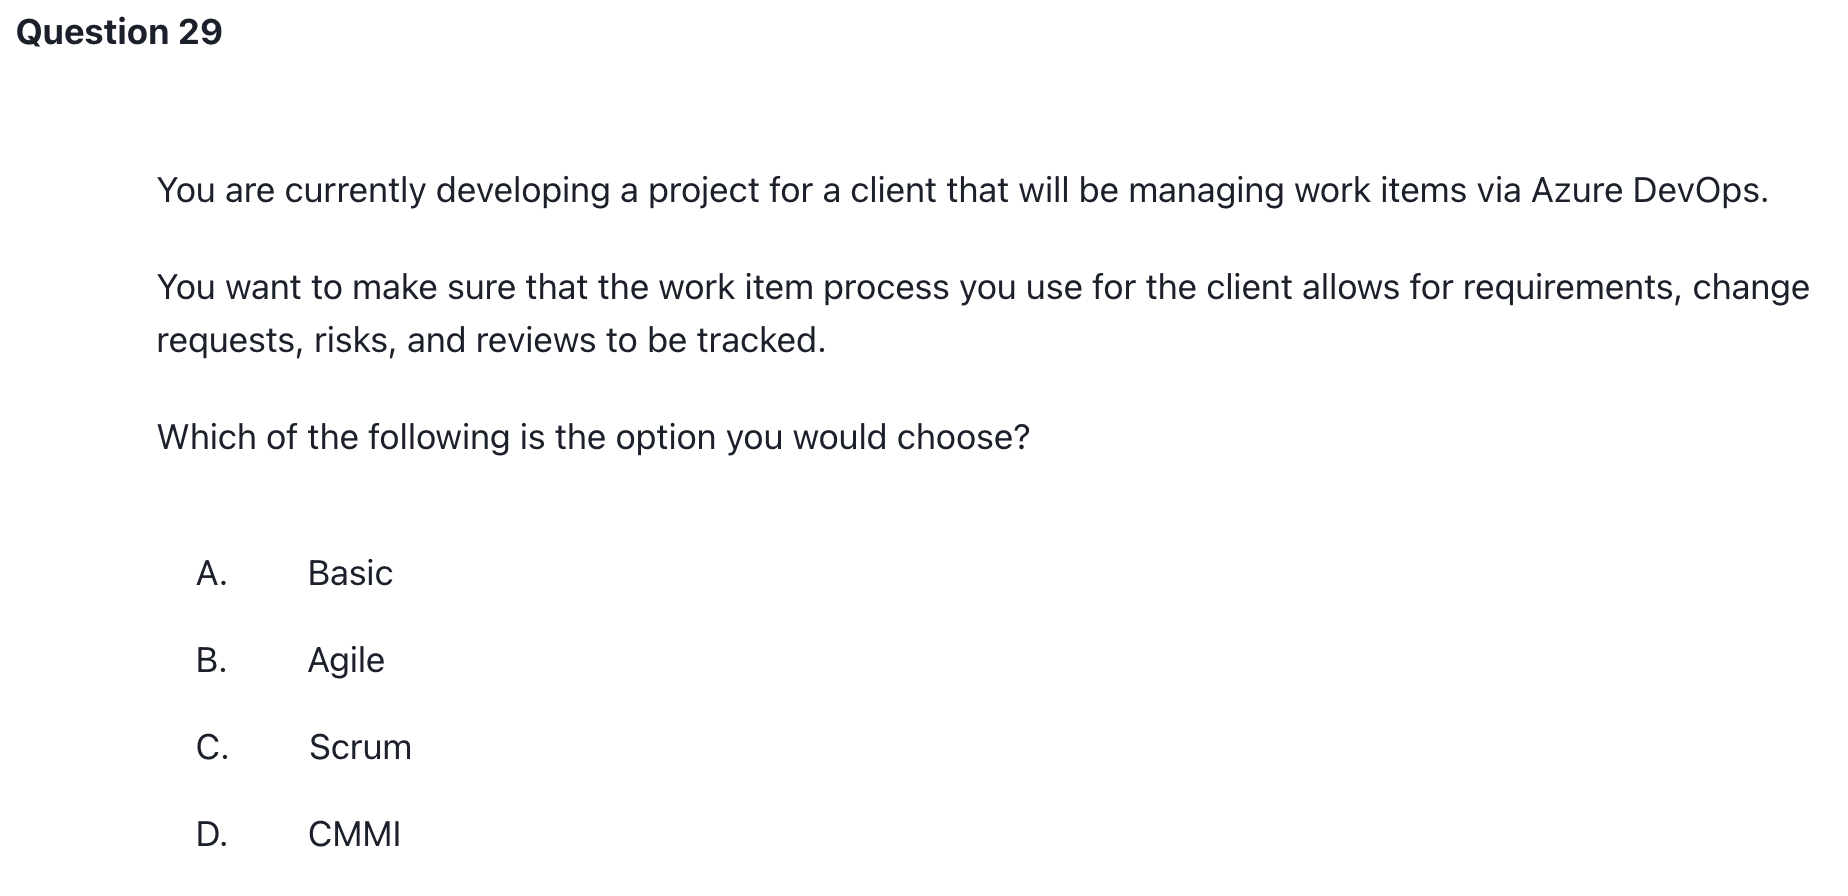 Question 29
You are currently developing a project for a client that will be managing work items via Azure DevOps.
You want to make sure that the work item process you use for the client allows for requirements, change
requests, risks, and reviews to be tracked.
Which of the following is the option you would choose?
A. Basic
B. Agile
C. Scrum
D. CMMI